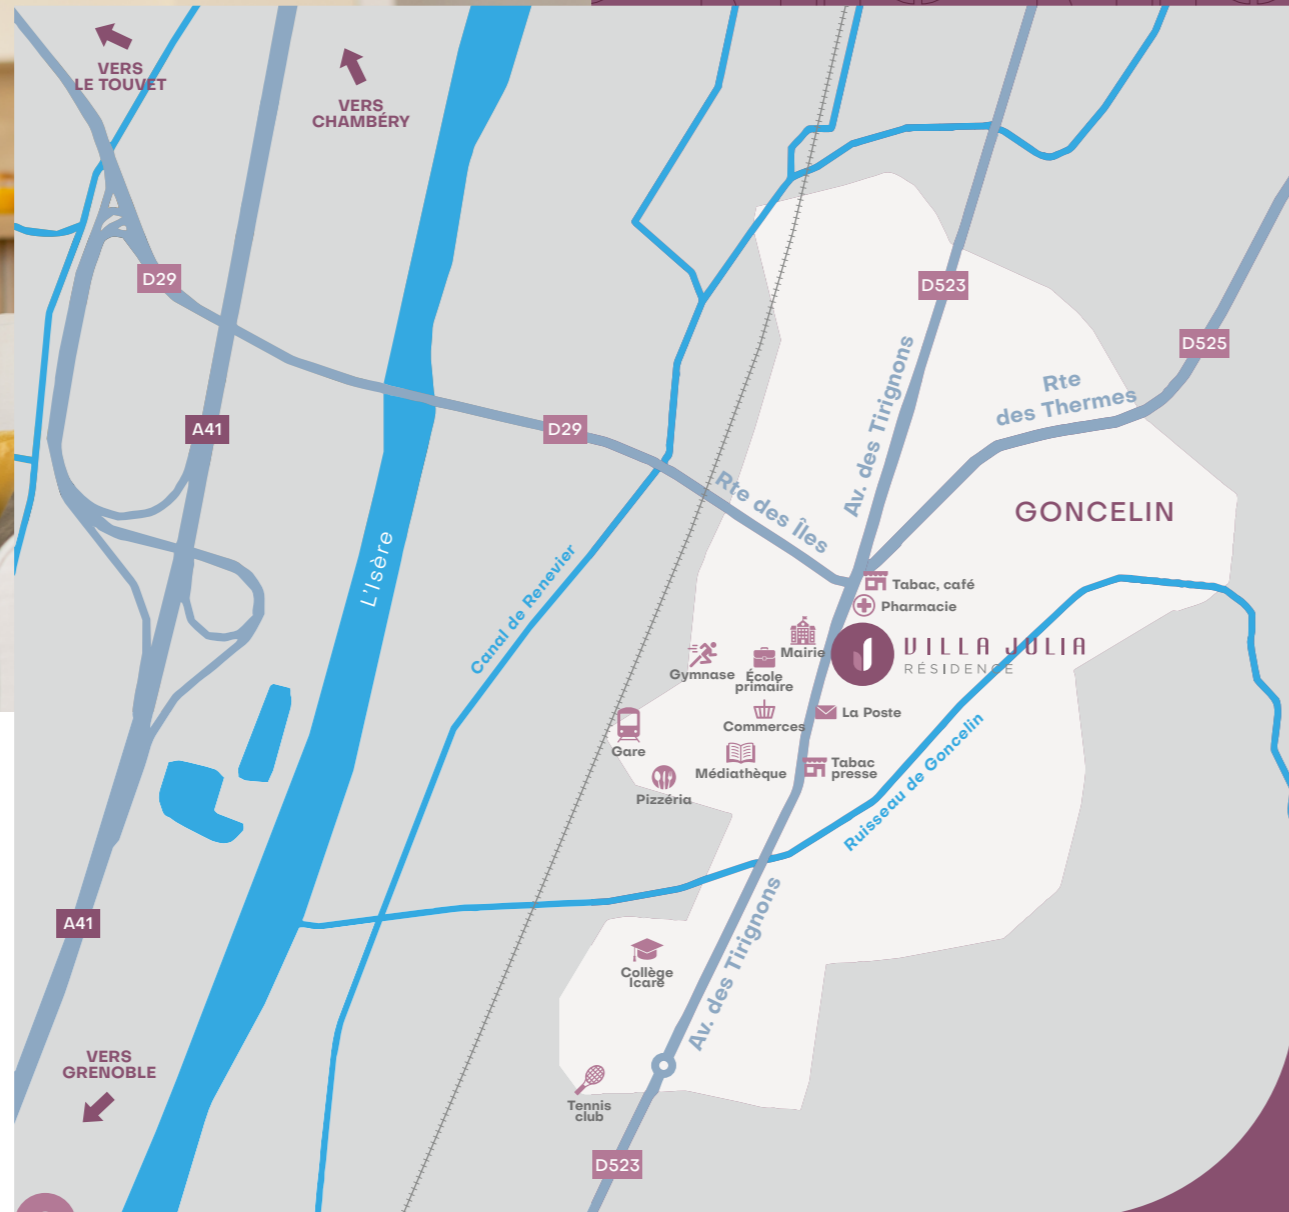 VERS
LE TOUVET
VERS
CHAMBÉRY
D29
D523
D525
Rte
des Thermes
Av. des Tirignons
A41
D29
Rte des Îles
GONCELIN
L'Isère
Canal de Renevier
Tabac, café
Pharmacie
Mairie
VILLA JULIA
RÉSIDENCE
Gymnase
École
primaire
Commerces
La Poste
Gare
Médiathèque
Tabac
presse
Pizzéria
Ruisseau de Goncelin
A41
Av. des Tirignons
Collège
Icare
VERS
GRENOBLE
Tennis
club
D523